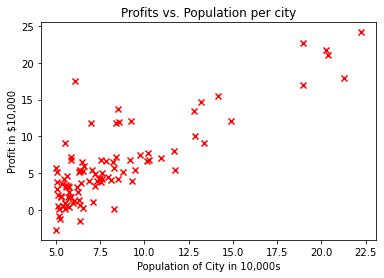 Profits vs. Population per city
Profit in $10,000
25
20
15
10
5
0
5.0 7.5 10.0 12.5 15.0 17.5 20.0 22.5
Population of City in 10,000s